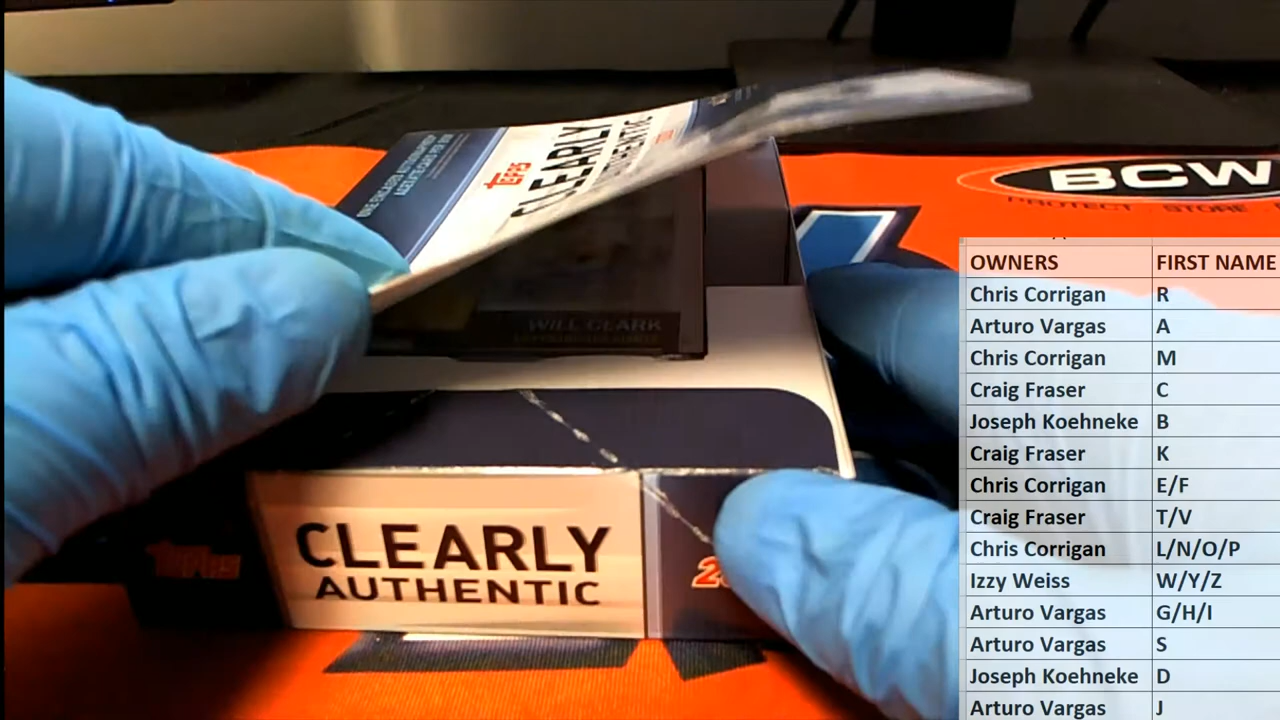 TOPPS
CLEARLY
AUTHENTIC
WILL CLARK
BCW
PROTECT STORE
CLEARLY
AUTHENTIC
TOPPS
OWNERS FIRST NAME
Chris Corrigan R
Arturo Vargas A
Chris Corrigan M
Craig Fraser C
Joseph Koehneke B
Craig Fraser K
Chris Corrigan E/F
Craig Fraser T/V
Chris Corrigan L/N/O/P
Izzy Weiss W/Y/Z
Arturo Vargas G/H/I
Arturo Vargas S
Joseph Koehneke D
Arturo Vargas J